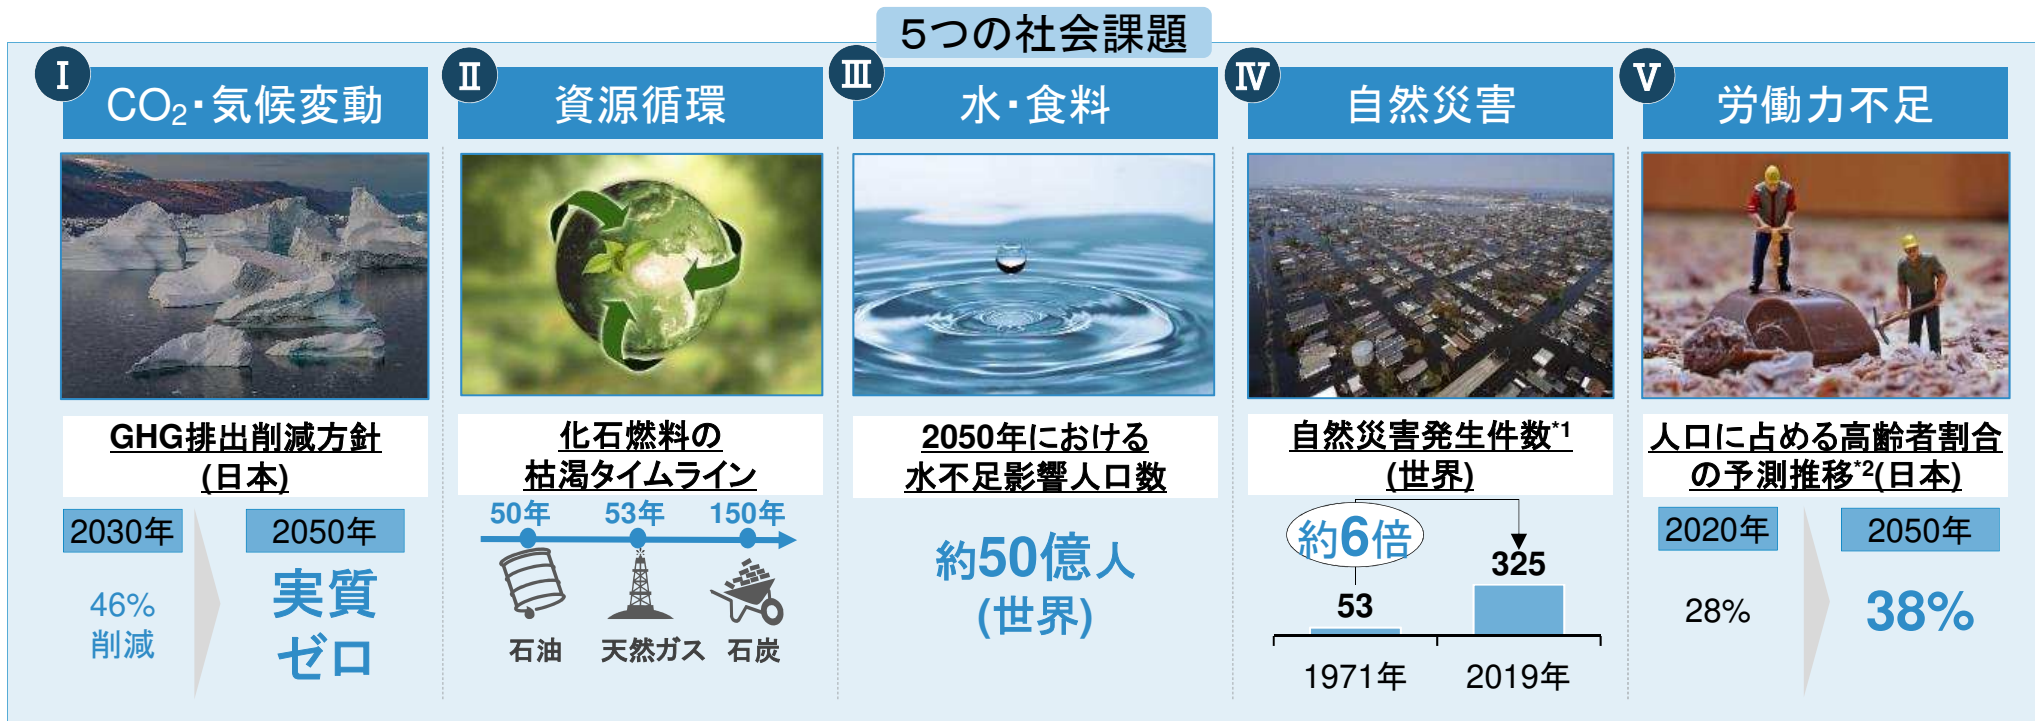 5つの社会課題
Ⅰ
CO₂・気候変動
GHG排出削減方針
(日本)
2030年
2050年
46%
削減
実質
ゼロ
Ⅱ
資源循環
化石燃料の
枯渇タイムライン
50年
53年
150年
石油
天然ガス
石炭
Ⅲ
水・食料
2050年における
水不足影響人口数
約50億人
(世界)
Ⅳ
自然災害
自然災害発生件数*1
(世界)
約6倍
53
325
1971年
2019年
Ⅴ
労働力不足
人口に占める高齢者割合
の予測推移*2(日本)
2020年
2050年
28%
38%